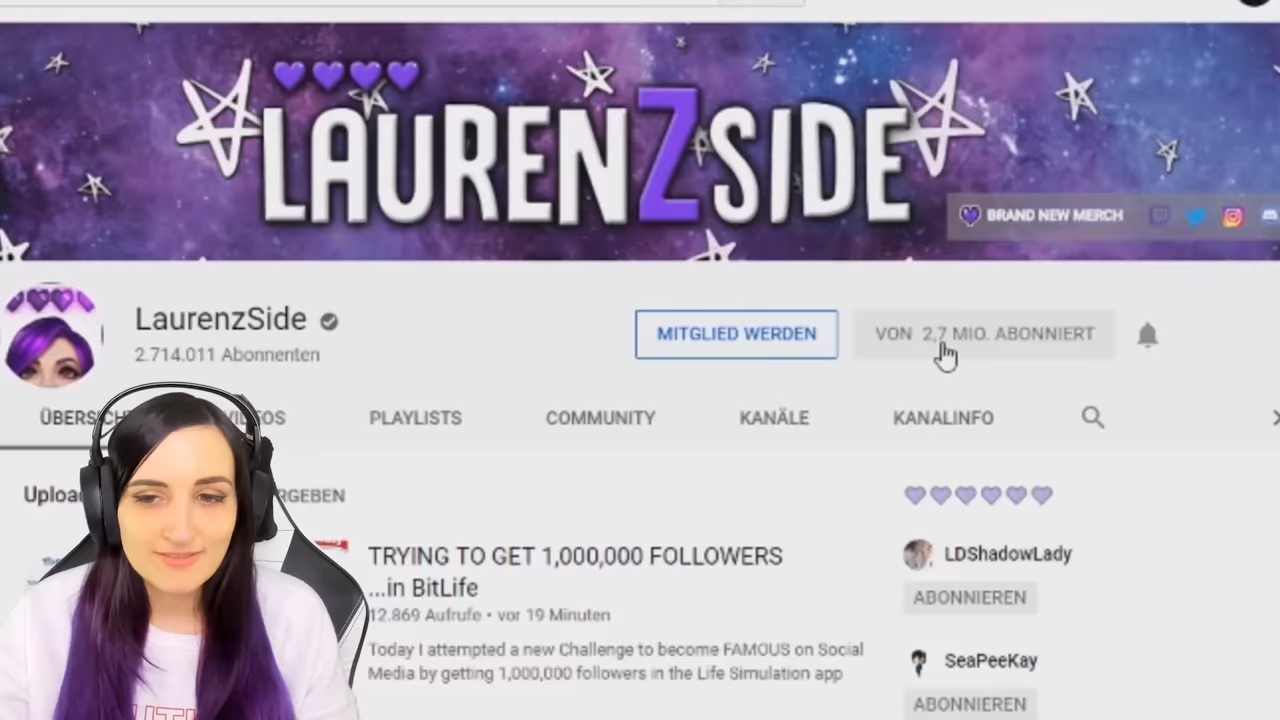 LAURENZSIDE
BRAND NEW MERCH
LaurenzSide
2.714.011 Abonnenten
MITGLIED WERDEN
VON 2,7 MIO. ABONNIERT
PLAYLISTS
COMMUNITY
KANÄLE
KANALINFO
TRYING TO GET 1,000,000 FOLLOWERS
...in BitLife
12.869 Aufrufe • vor 19 Minuten
Today I attempted a new Challenge to become FAMOUS on Social
Media by getting 1,000,000 followers in the Life Simulation app
LDShadowLady
ABONNIEREN
SeaPeeKay
ABONNIEREN